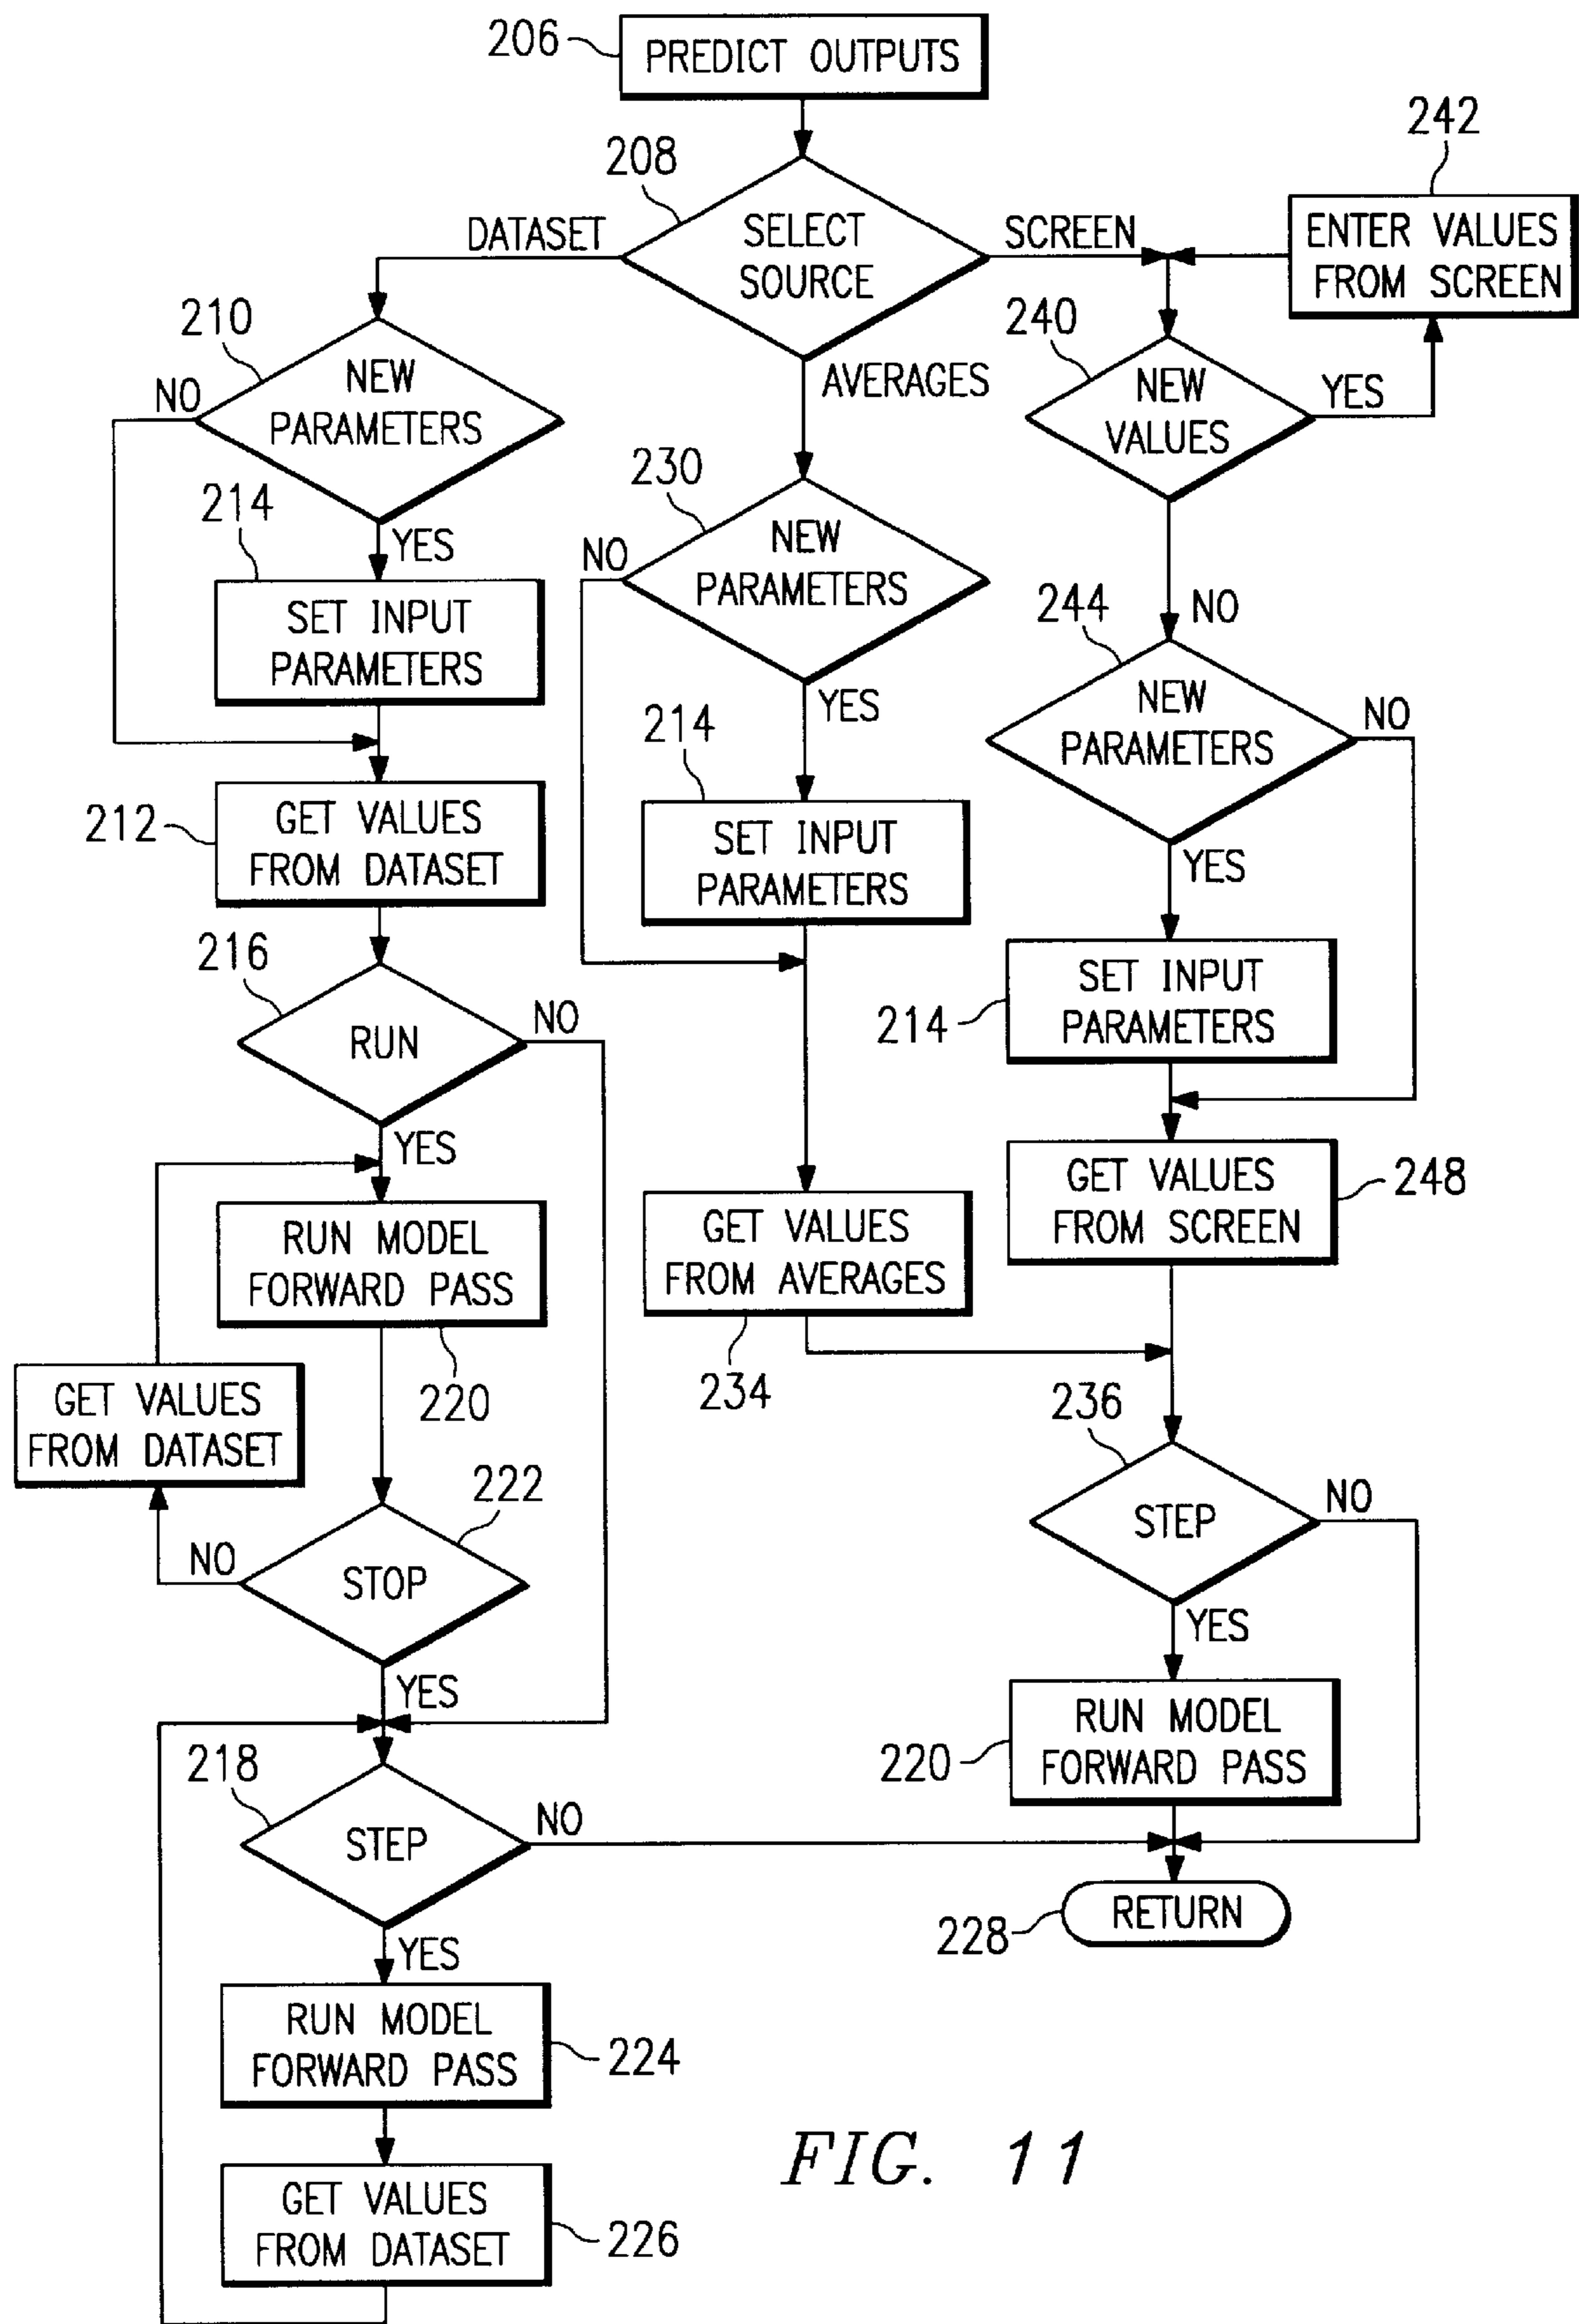 206
PREDICT OUTPUTS
242
208
DATASET
SELECT
SOURCE
SCREEN
ENTER VALUES
FROM SCREEN
210
240
NO
NEW
PARAMETERS
AVERAGES
NEW
VALUES
YES
214
YES
230
NO
NEW
PARAMETERS
244
NO
SET INPUT
PARAMETERS
YES
NEW
PARAMETERS
NO
214
212
GET VALUES
FROM DATASET
SET INPUT
PARAMETERS
YES
216
RUN
NO
214
SET INPUT
PARAMETERS
YES
GET VALUES
FROM SCREEN
248
RUN MODEL
FORWARD PASS
GET VALUES
FROM AVERAGES
220
234
GET VALUES
FROM DATASET
236
222
STEP
NO
NO
STOP
YES
YES
218
220
RUN MODEL
FORWARD PASS
STEP
NO
228
RETURN
YES
RUN MODEL
FORWARD PASS
224
FIG. 11
GET VALUES
FROM DATASET
226